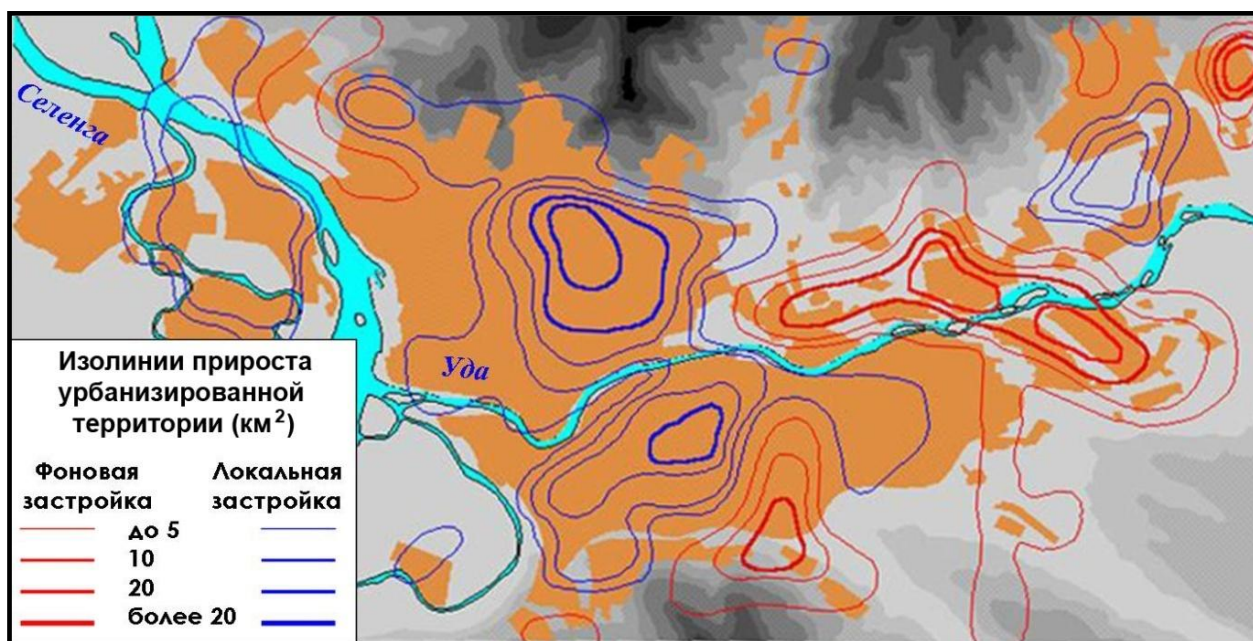 Селенга
Уда
Изолинии прироста
урбанизированной
территории (км²)
Фоновая застройка
Локальная застройка
до 5
10
20
более 20